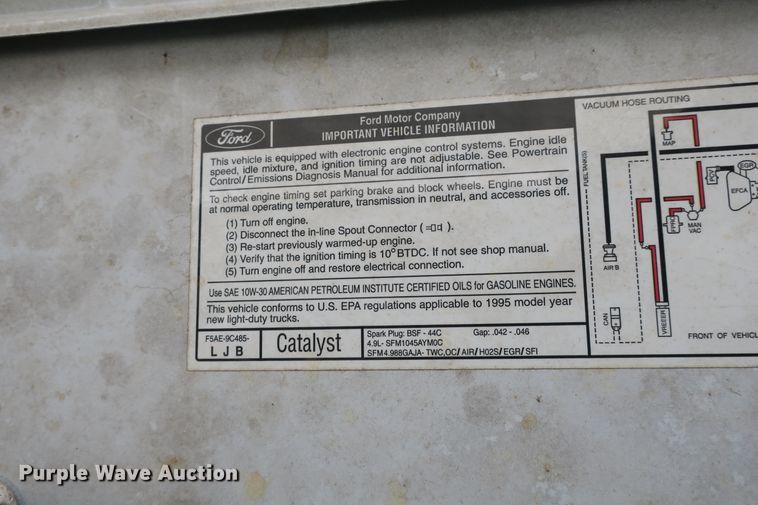 Ford
Ford Motor Company
IMPORTANT VEHICLE INFORMATION
This vehicle is equipped with electronic engine control systems. Engine idle
speed, idle mixture, and ignition timing are not adjustable. See Powertrain
Control/Emissions Diagnosis Manual for additional information.
To check engine timing set parking brake and block wheels. Engine must be
at normal operating temperature, transmission in neutral, and accessories off.
(1) Turn off engine.
(2) Disconnect the in-line Spout Connector ( ).
(3) Re-start previously warmed-up engine.
(4) Verify that the ignition timing is 10° BTDC. If not see shop manual.
(5) Turn engine off and restore electrical connection.
Use SAE 10W-30 AMERICAN PETROLEUM INSTITUTE CERTIFIED OILS for GASOLINE ENGINES.
This vehicle conforms to U.S. EPA regulations applicable to 1995 model year
new light-duty trucks.
F5AE-9C485-
L J B
Catalyst
Spark Plug: BSF - 44C Gap: .042 - .046
4.9L- SFM1045AYM0C
SFM4.988GAJA- TWC,OC/AIR/H02S/EGR/SFI
VACUUM HOSE ROUTING
MAP
FUEL TANK(S)
EGR
EFCA
MAN
VAC
AIR B
CAN
FRONT OF VEHICL
Purple Wave Auction